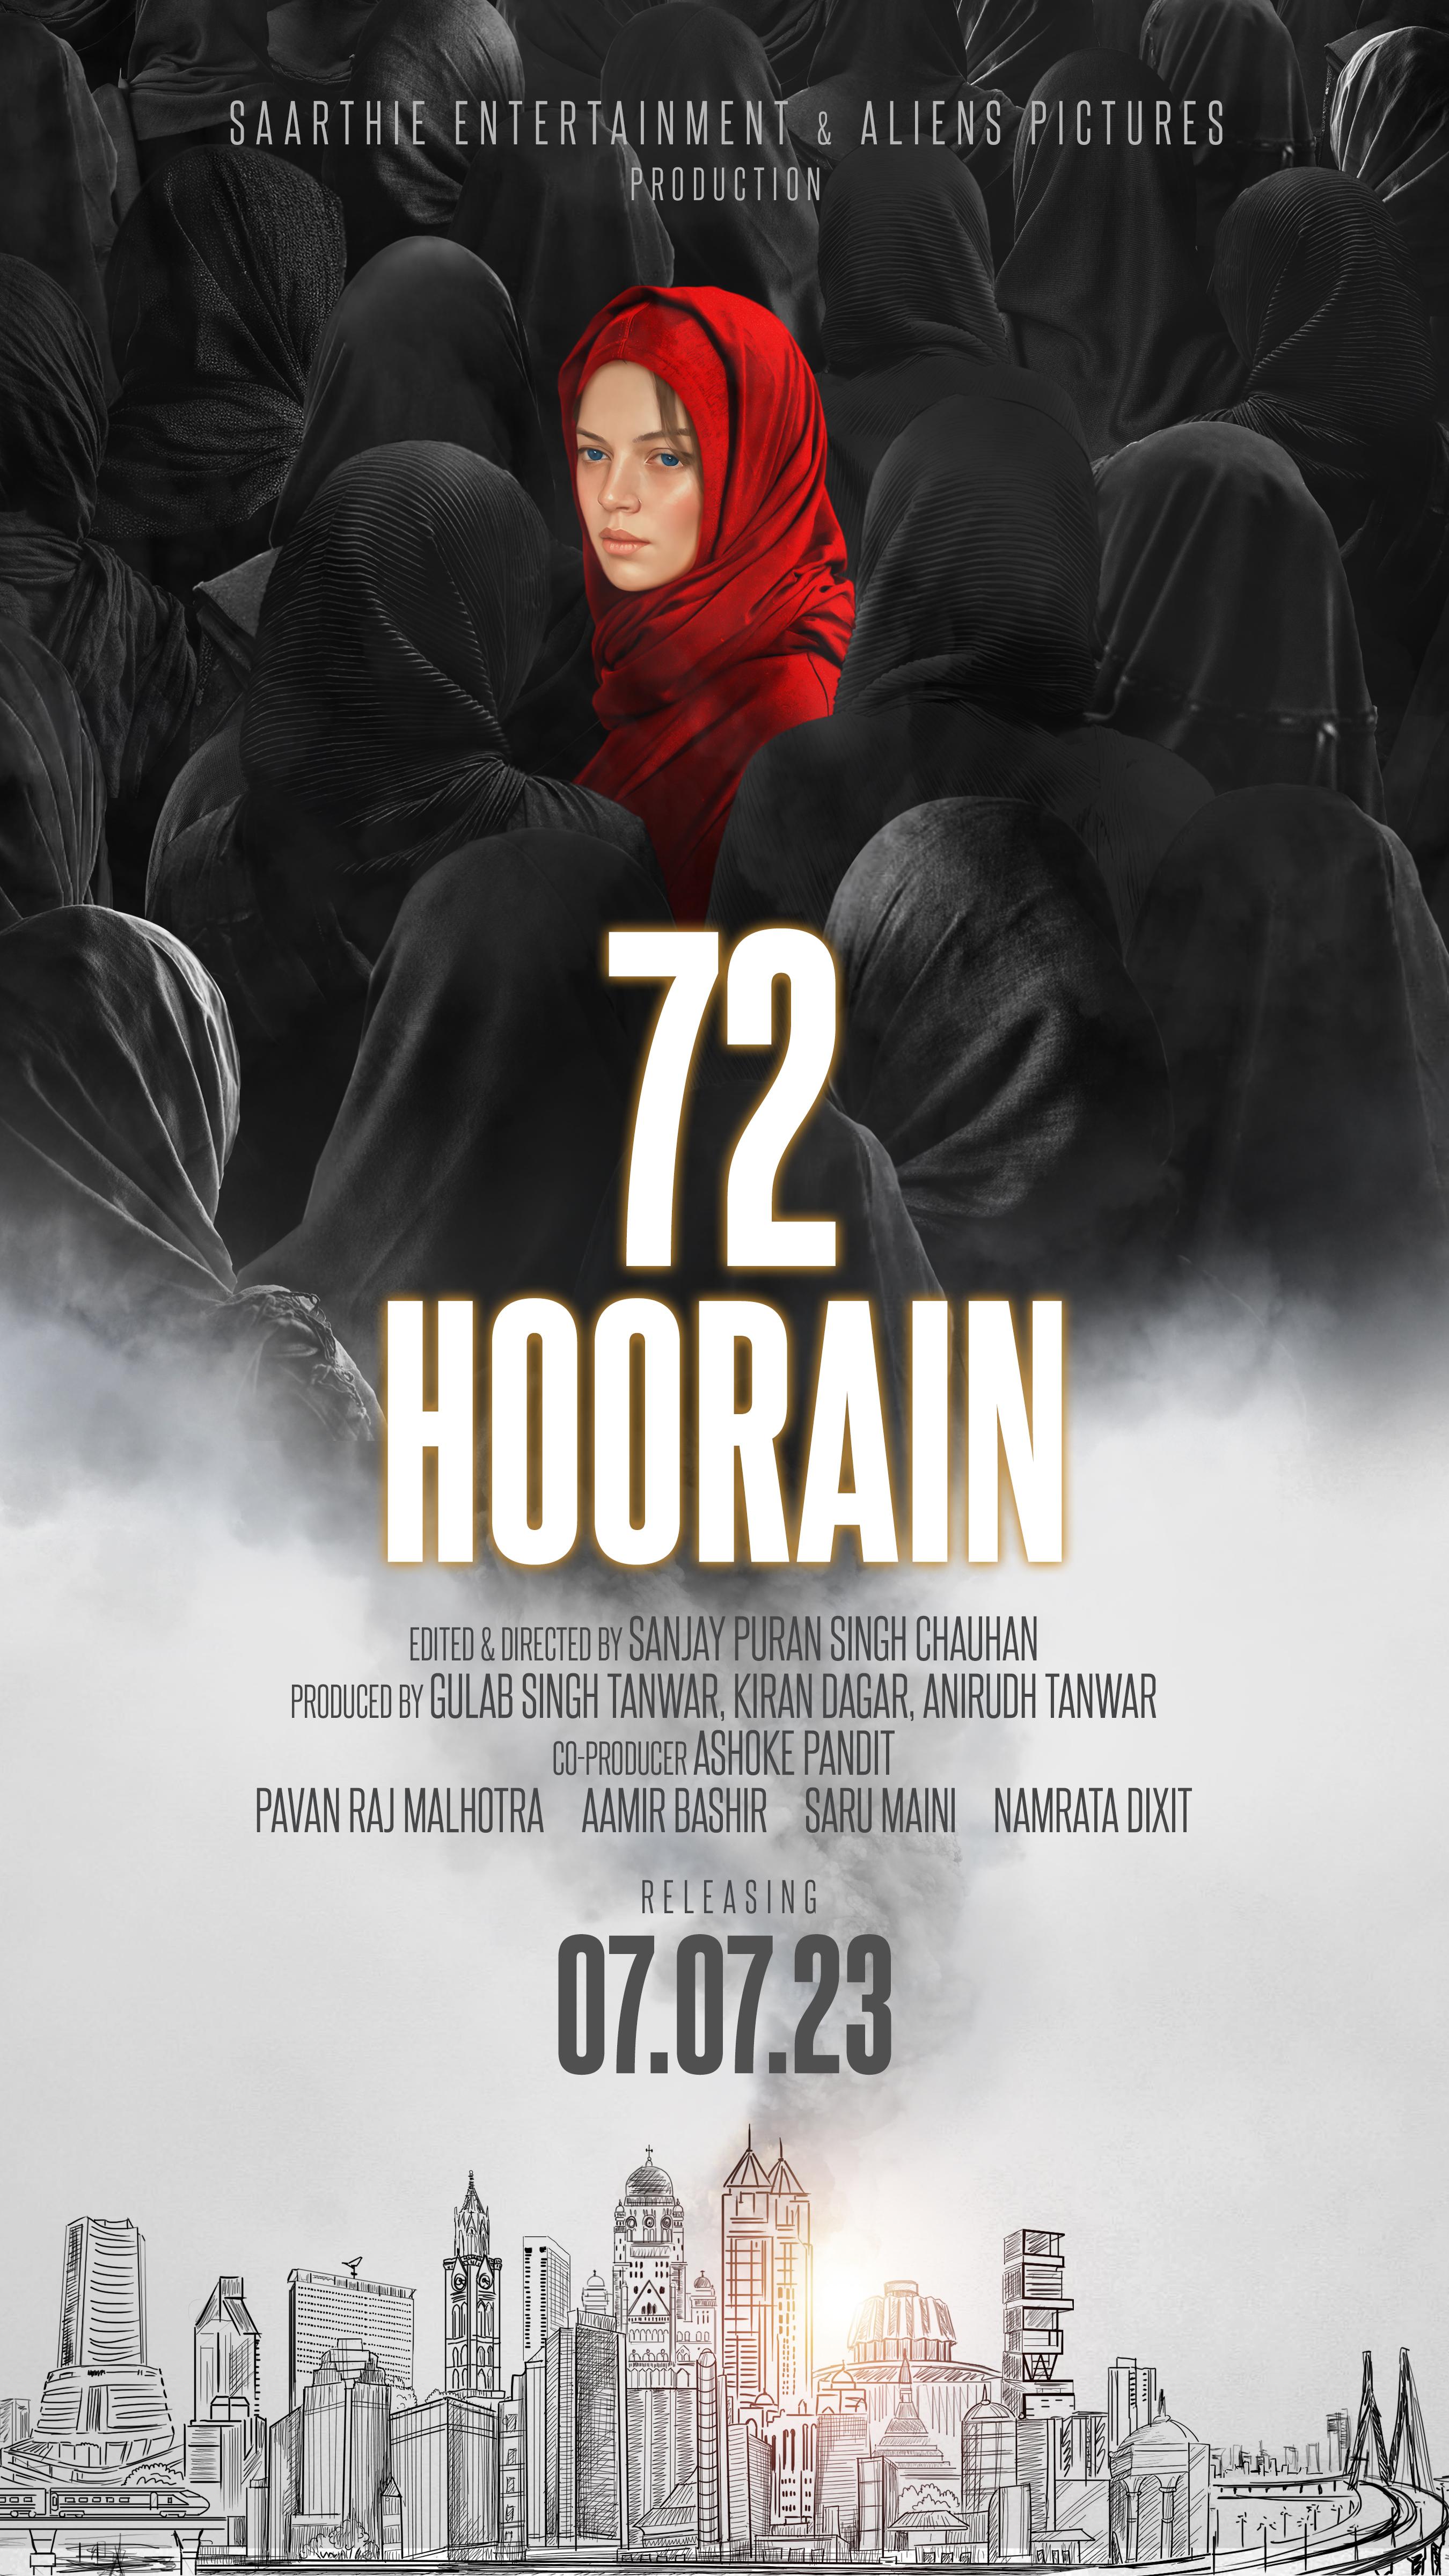 SAARTHIE ENTERTAINMENT & ALIENS PICTURES
PRODUCTION
72
HOORAIN
EDITED & DIRECTED BY SANJAY PURAN SINGH CHAUHAN
PRODUCED BY GULAB SINGH TANWAR, KIRAN DAGAR, ANIRUDH TANWAR
CO-PRODUCER ASHOKE PANDIT
PAVAN RAJ MALHOTRA AAMIR BASHIR SARU MAINI NAMRATA DIXIT
RELEASING
07.07.23